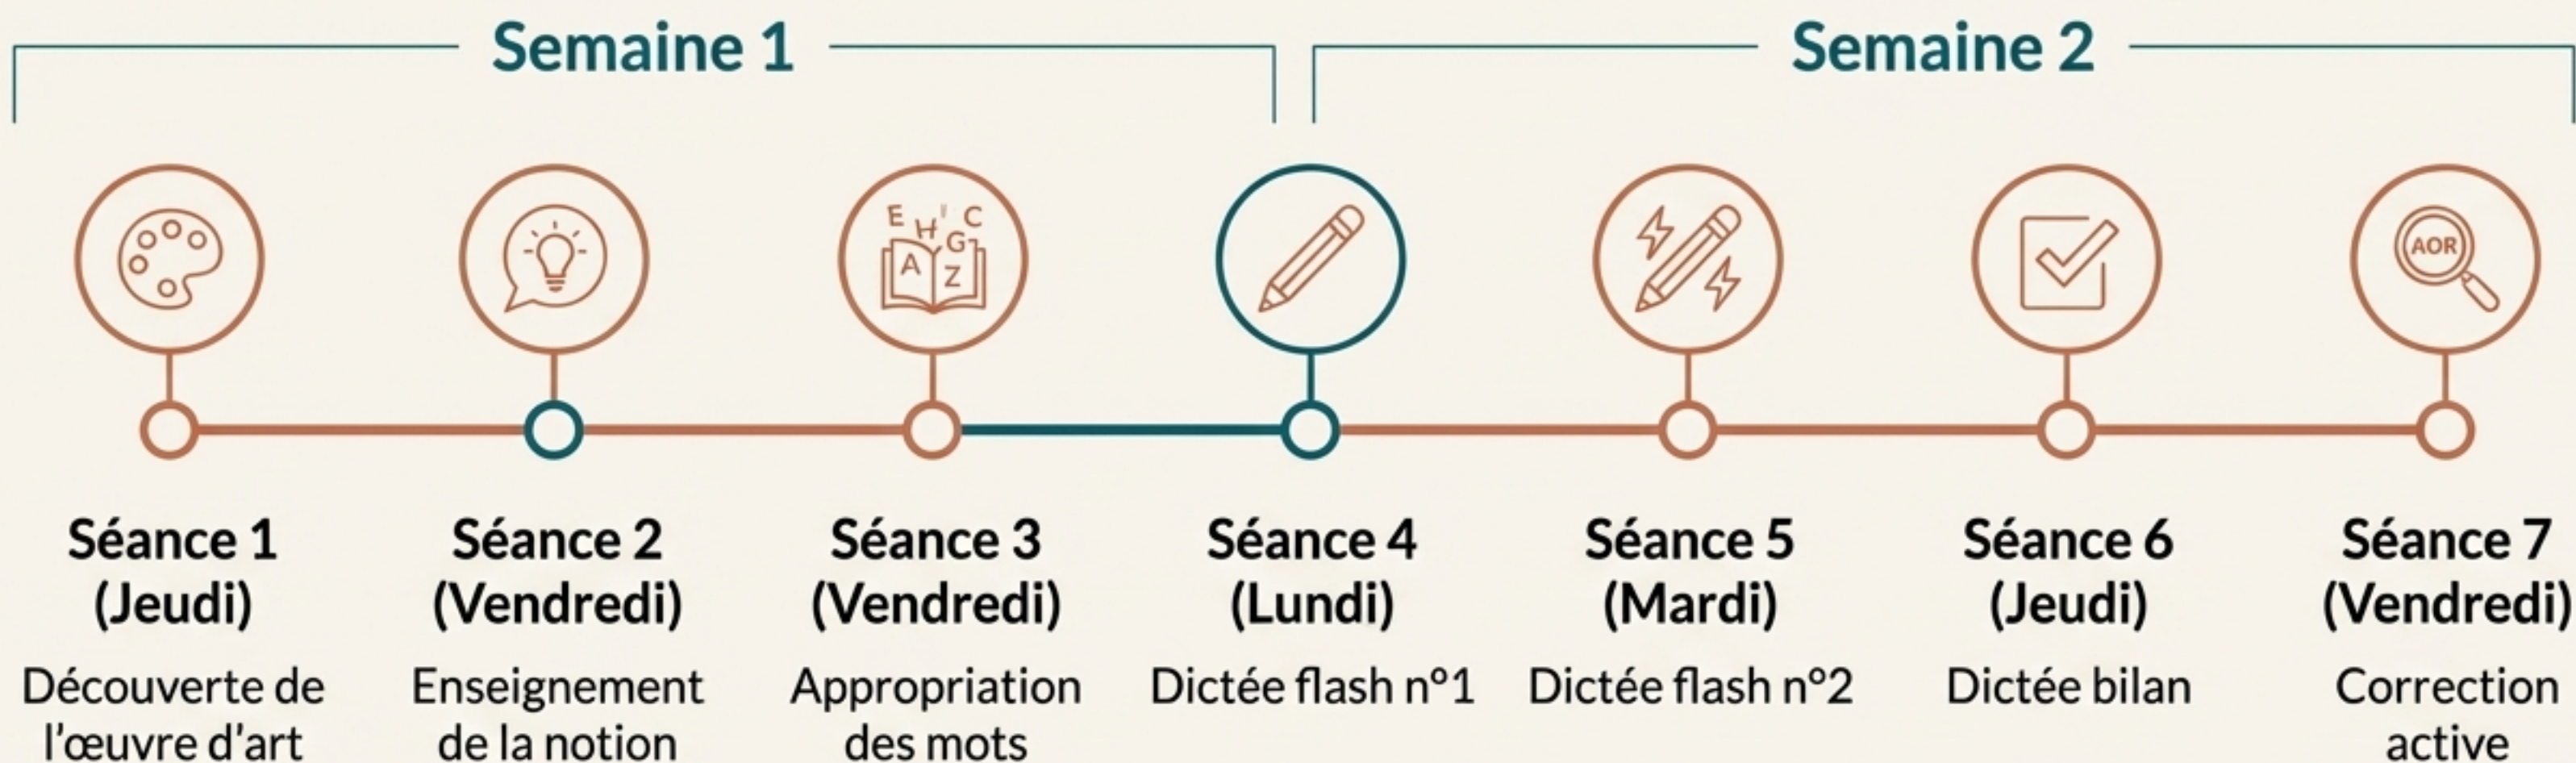 Semaine 1
Semaine 2
E H I C
G
A Z
AOR
Séance 1
(Jeudi)
Découverte de
l'œuvre d'art
Séance 2
(Vendredi)
Enseignement
de la notion
Séance 3
(Vendredi)
Appropriation
des mots
Séance 4
(Lundi)
Dictée flash n°1
Séance 5
(Mardi)
Dictée flash n°2
Séance 6
(Jeudi)
Dictée bilan
Séance 7
(Vendredi)
Correction
active